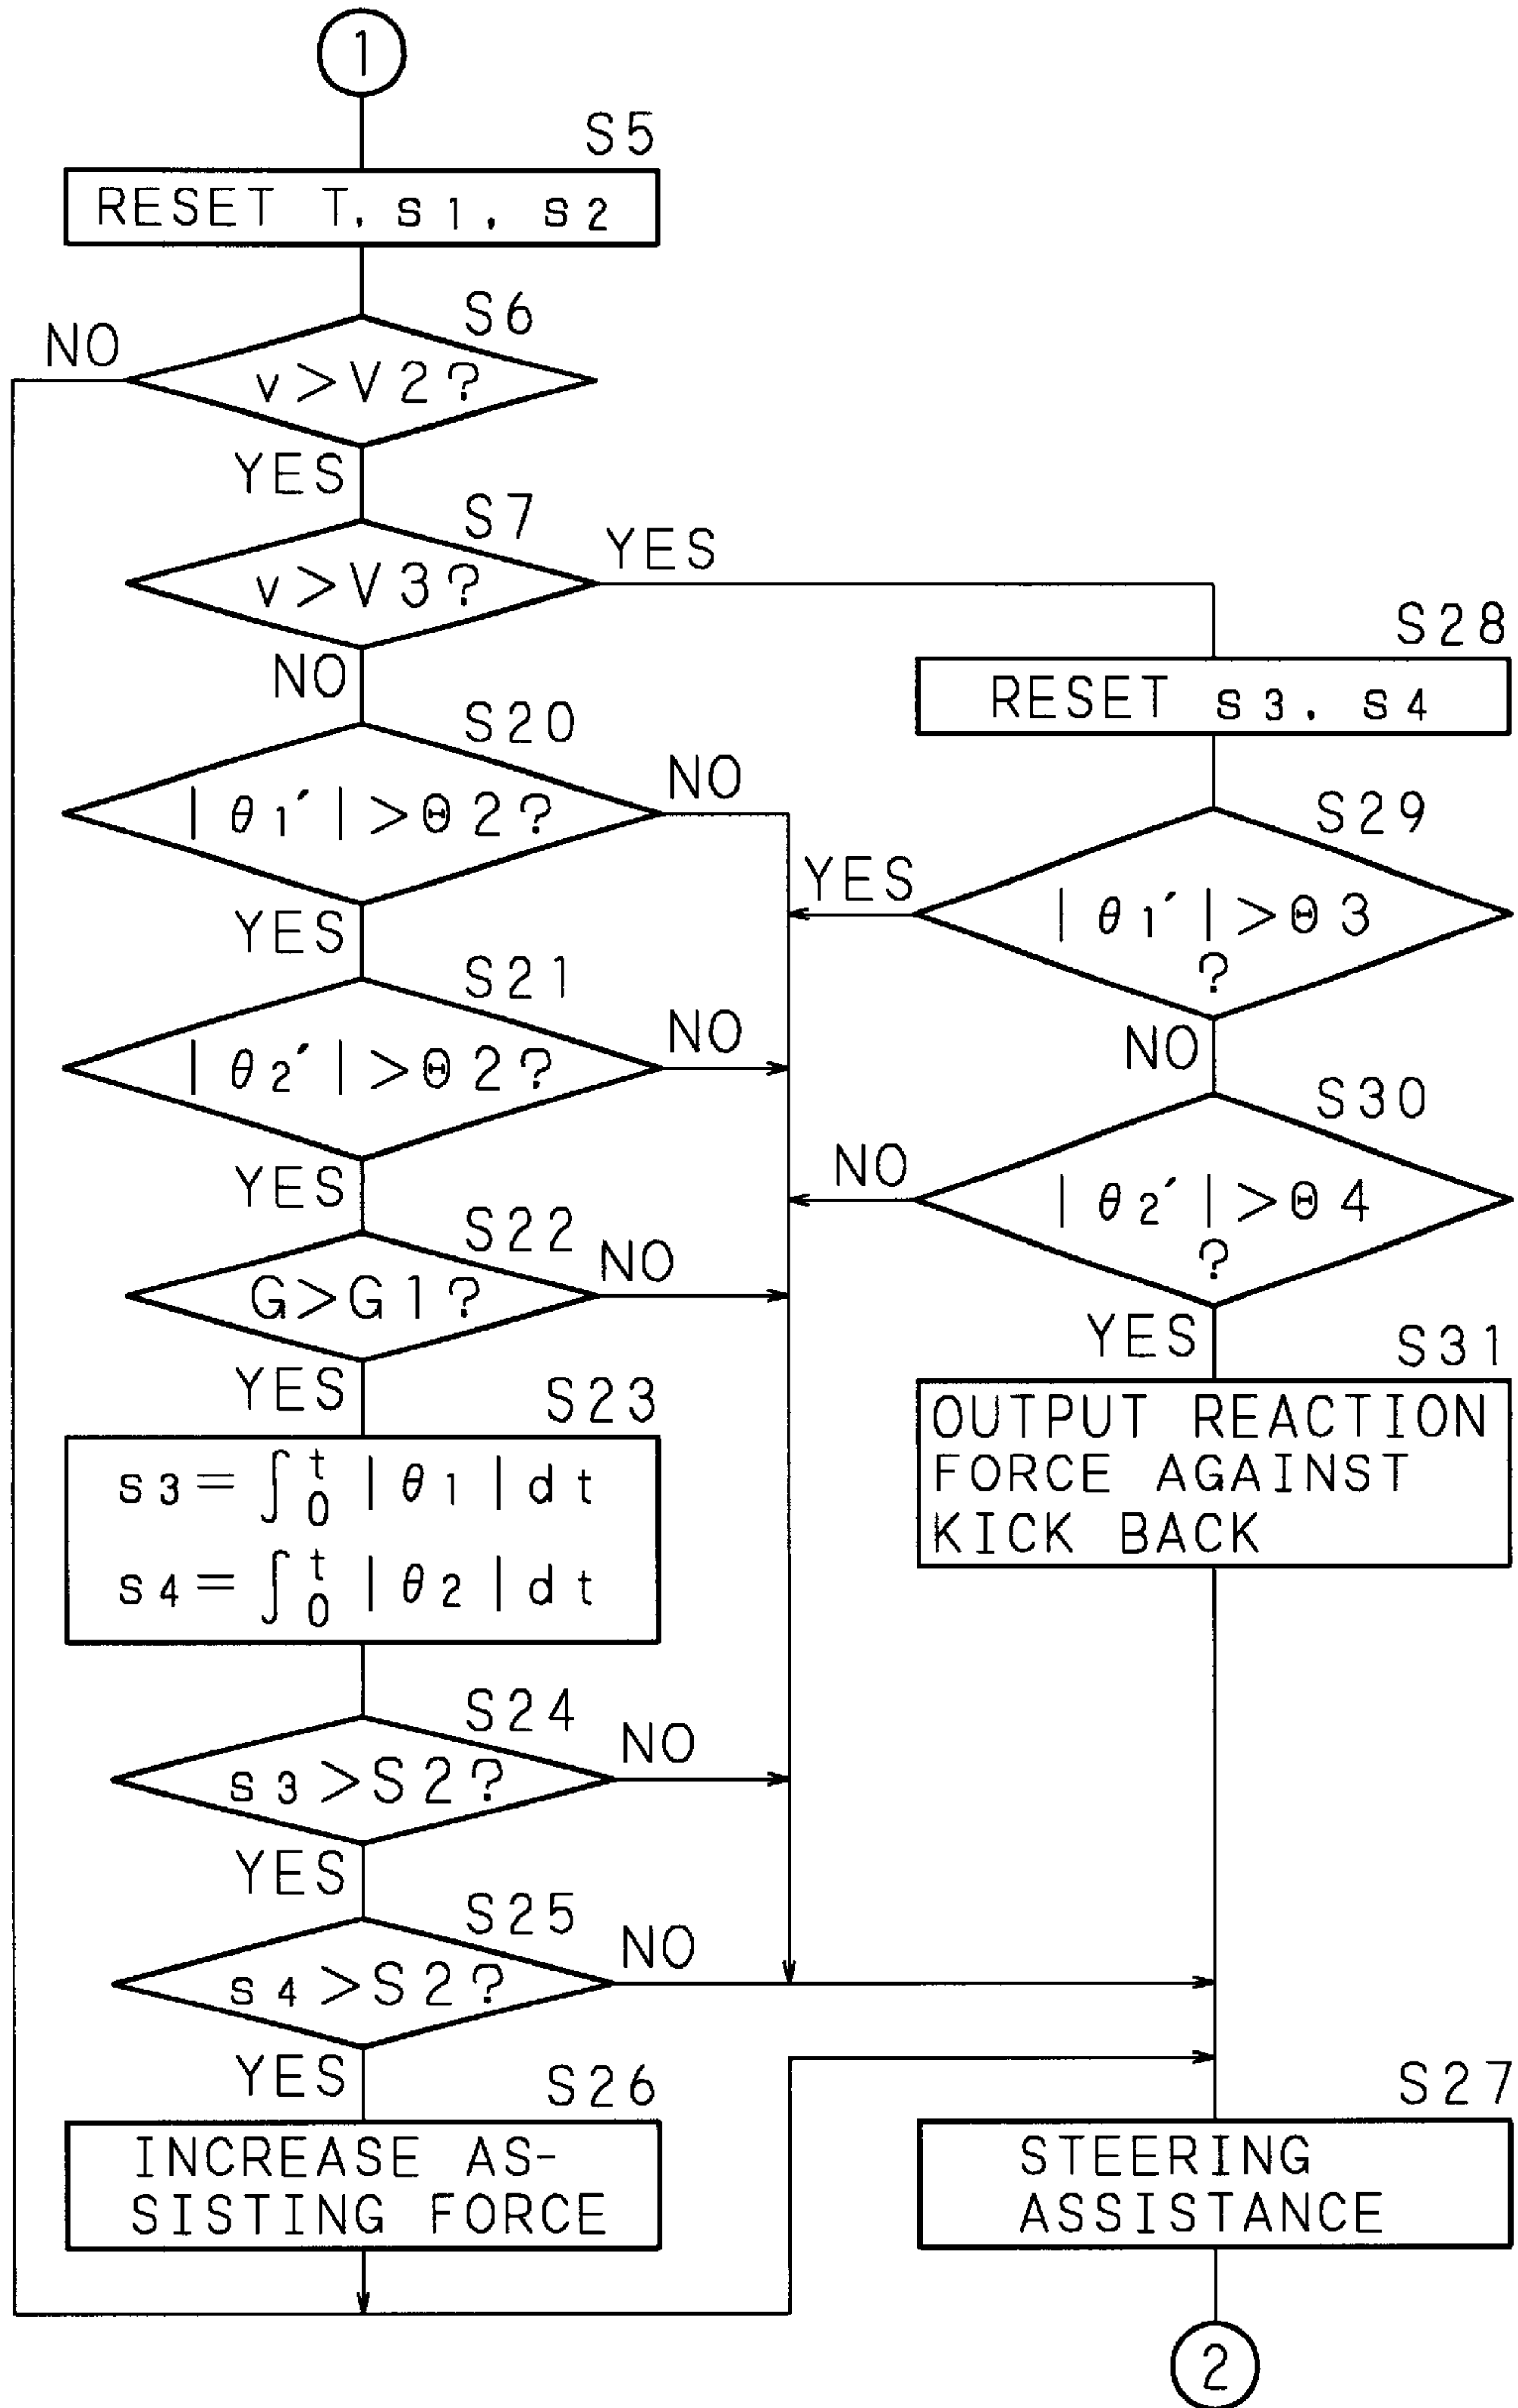 1
S5
RESET T, s1, s2
S6
NO
v>V2?
YES
S7
YES
v>V3?
NO
S28
RESET s3, s4
S20
NO
|θ1′|>Θ2?
YES
S29
YES
|θ1′|>Θ3
?
NO
S21
NO
|θ2′|>Θ2?
YES
S30
NO
|θ2′|>Θ4
?
YES
S22
NO
G>G1?
YES
S31
OUTPUT REACTION
FORCE AGAINST
KICK BACK
S23
s3=∫₀ᵗ|θ1|dt
s4=∫₀ᵗ|θ2|dt
S24
NO
s3>S2?
YES
S25
NO
s4>S2?
YES
S26
INCREASE AS-
SISTING FORCE
S27
STEERING
ASSISTANCE
2